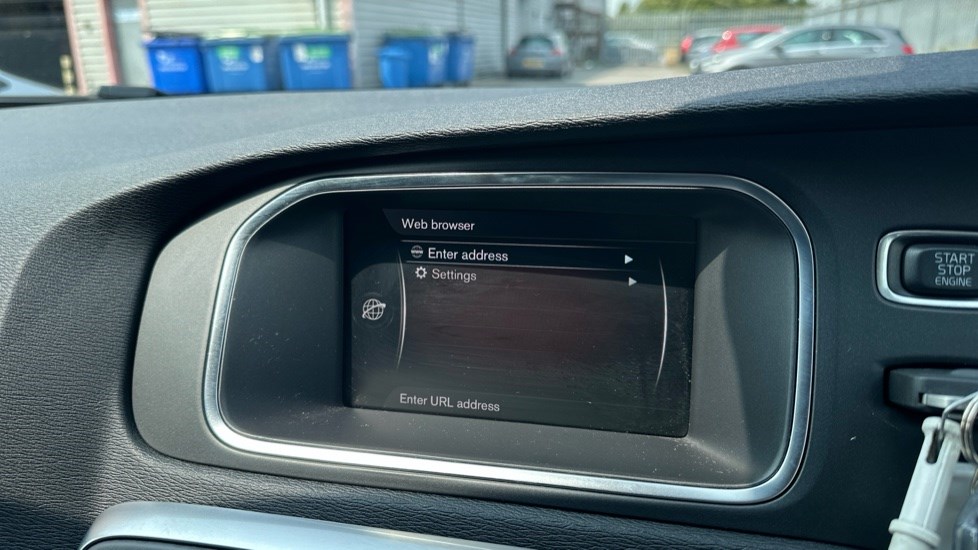 Web browser
Enter address
Settings
Enter URL address
START
STOP
ENGINE